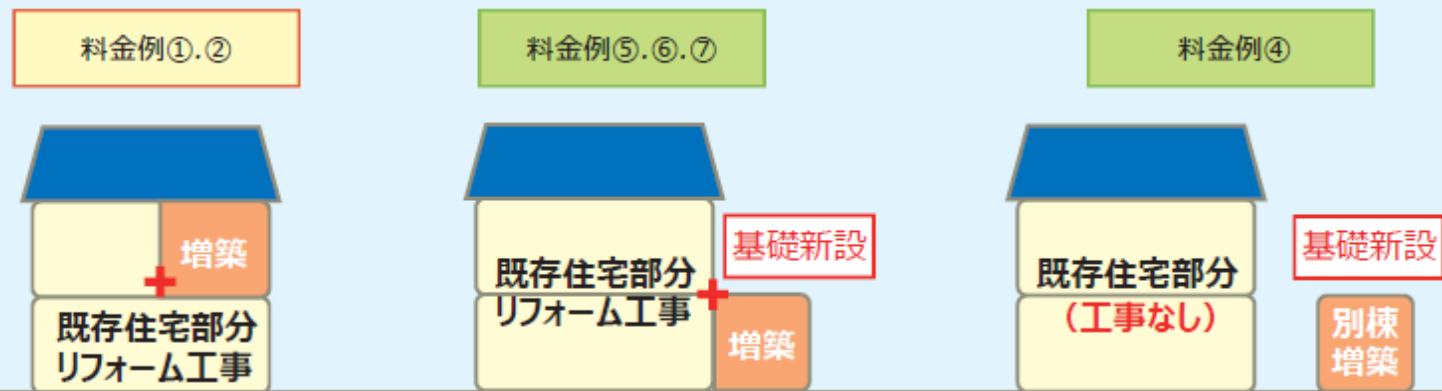 料金例①.②
料金例⑤.⑥.⑦
料金例④
増築
既存住宅部分
リフォーム工事
基礎新設
既存住宅部分
リフォーム工事
増築
基礎新設
既存住宅部分
（工事なし）
別棟
増築